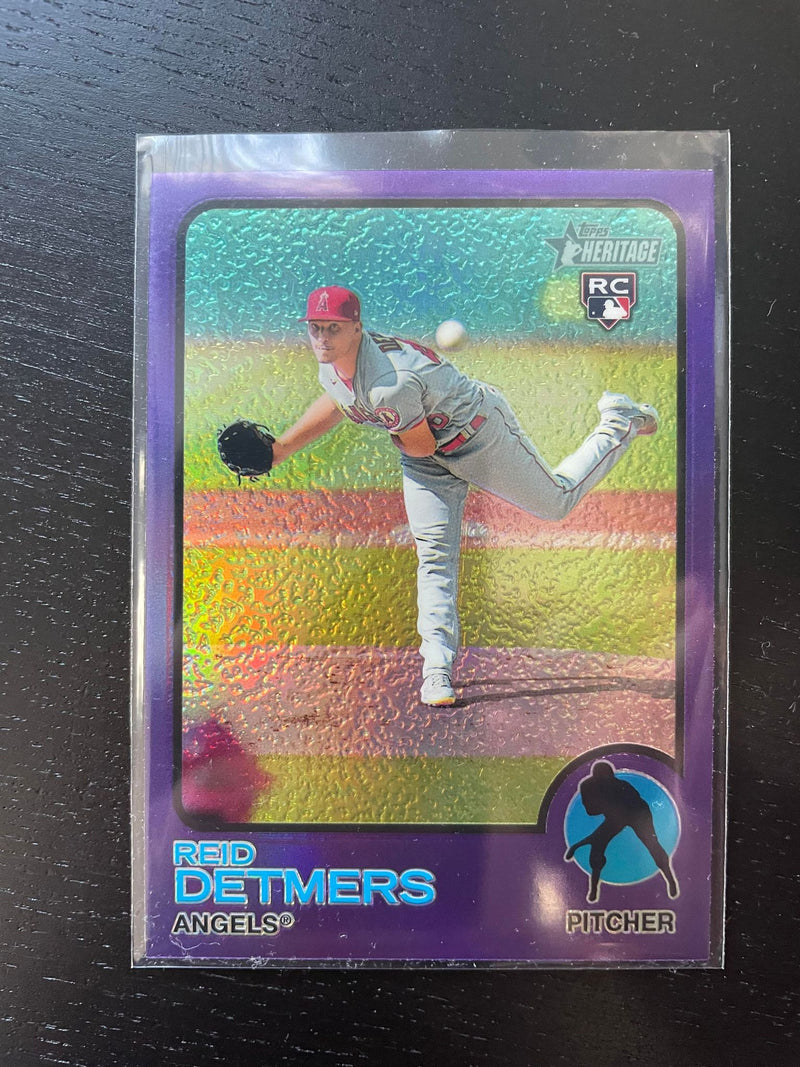 Topps
HERITAGE
RC
A
A
REID
DETMERS
ANGELS®
PITCHER